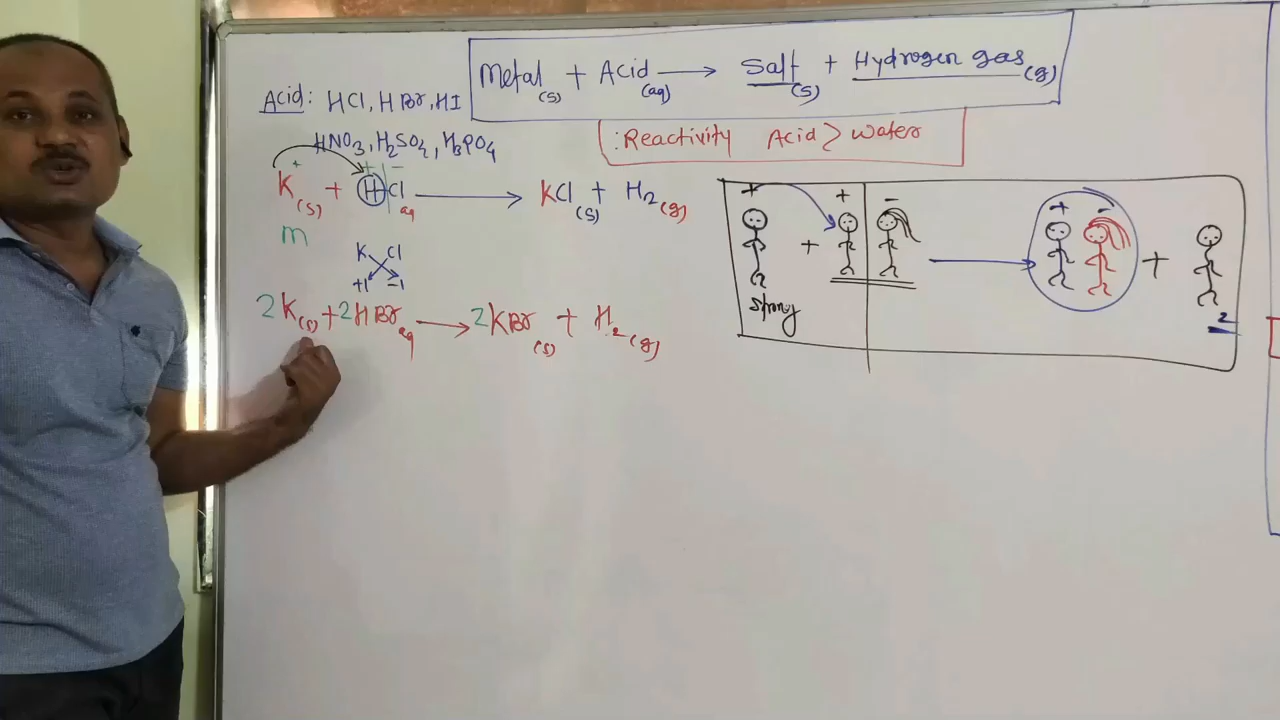 Metal(s) + Acid(aq) → Salt(s) + Hydrogen gas(g)
Acid: HCl, HBr, HI
HNO3, H2SO4, H3PO4
:Reactivity Acid > water
+ + -
K(s) + HCl aq → KCl(s) + H2(g)
m
K Cl
+1 -1
2K(s) + 2HBr aq → 2KBr(s) + H2(g)
+ + + - → + - +
strong
2